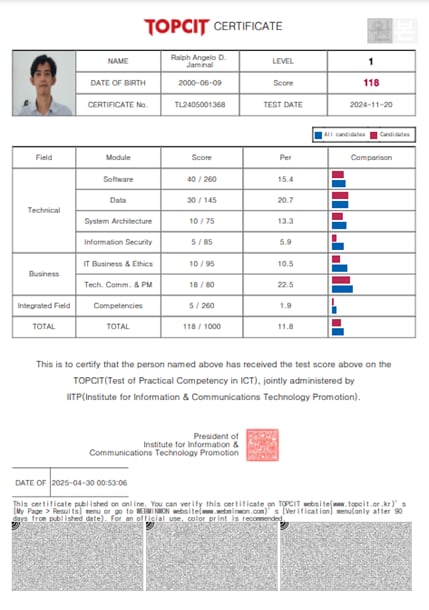 TOPCIT CERTIFICATE
원본
NAME Ralph Angelo D. Jaminal LEVEL 1
DATE OF BIRTH 2000-06-09 Score 118
CERTIFICATE No. TL2405001368 TEST DATE 2024-11-20
All candidates Candidates
Field Module Score Per Comparison
Technical
Software 40 / 260 15.4
Data 30 / 145 20.7
System Architecture 10 / 75 13.3
Information Security 5 / 85 5.9
Business
IT Business & Ethics 10 / 95 10.5
Tech. Comm. & PM 18 / 80 22.5
Integrated Field Competencies 5 / 260 1.9
TOTAL TOTAL 118 / 1000 11.8
This is to certify that the person named above has received the test score above on the
TOPCIT(Test of Practical Competency in ICT), jointly administered by
IITP(Institute for Information & Communications Technology Promotion).
President of
Institute for Information &
Communications Technology Promotion
DATE OF 2025-04-30 00:53:06
This certificate published on online. You can verify this certificate on TOPCIT website(www.topcit.or.kr)'s
[My Page > Results] menu or go to WEBMINWON website(www.webminwon.com)'s [Verification] menu(only after 90
days from published date). For an official use, color print is recommended.